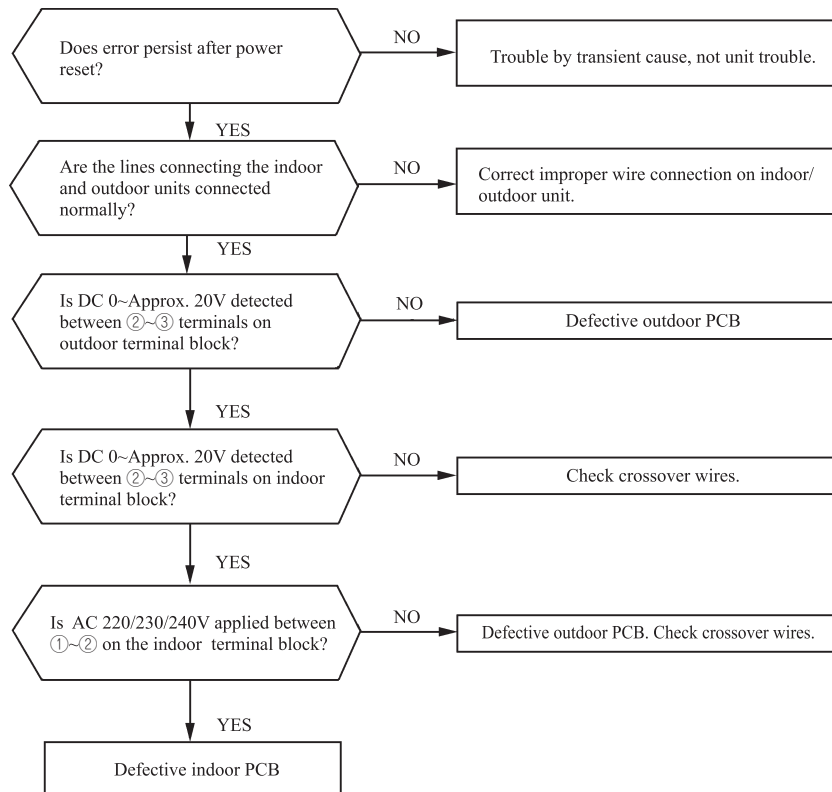 Does error persist after power
reset?
NO
Trouble by transient cause, not unit trouble.
YES
Are the lines connecting the indoor
and outdoor units connected
normally?
NO
Correct improper wire connection on indoor/
outdoor unit.
YES
Is DC 0~Approx. 20V detected
between ②~③ terminals on
outdoor terminal block?
NO
Defective outdoor PCB
YES
Is DC 0~Approx. 20V detected
between ②~③ terminals on indoor
terminal block?
NO
Check crossover wires.
YES
Is AC 220/230/240V applied between
①~② on the indoor terminal block?
NO
Defective outdoor PCB. Check crossover wires.
YES
Defective indoor PCB